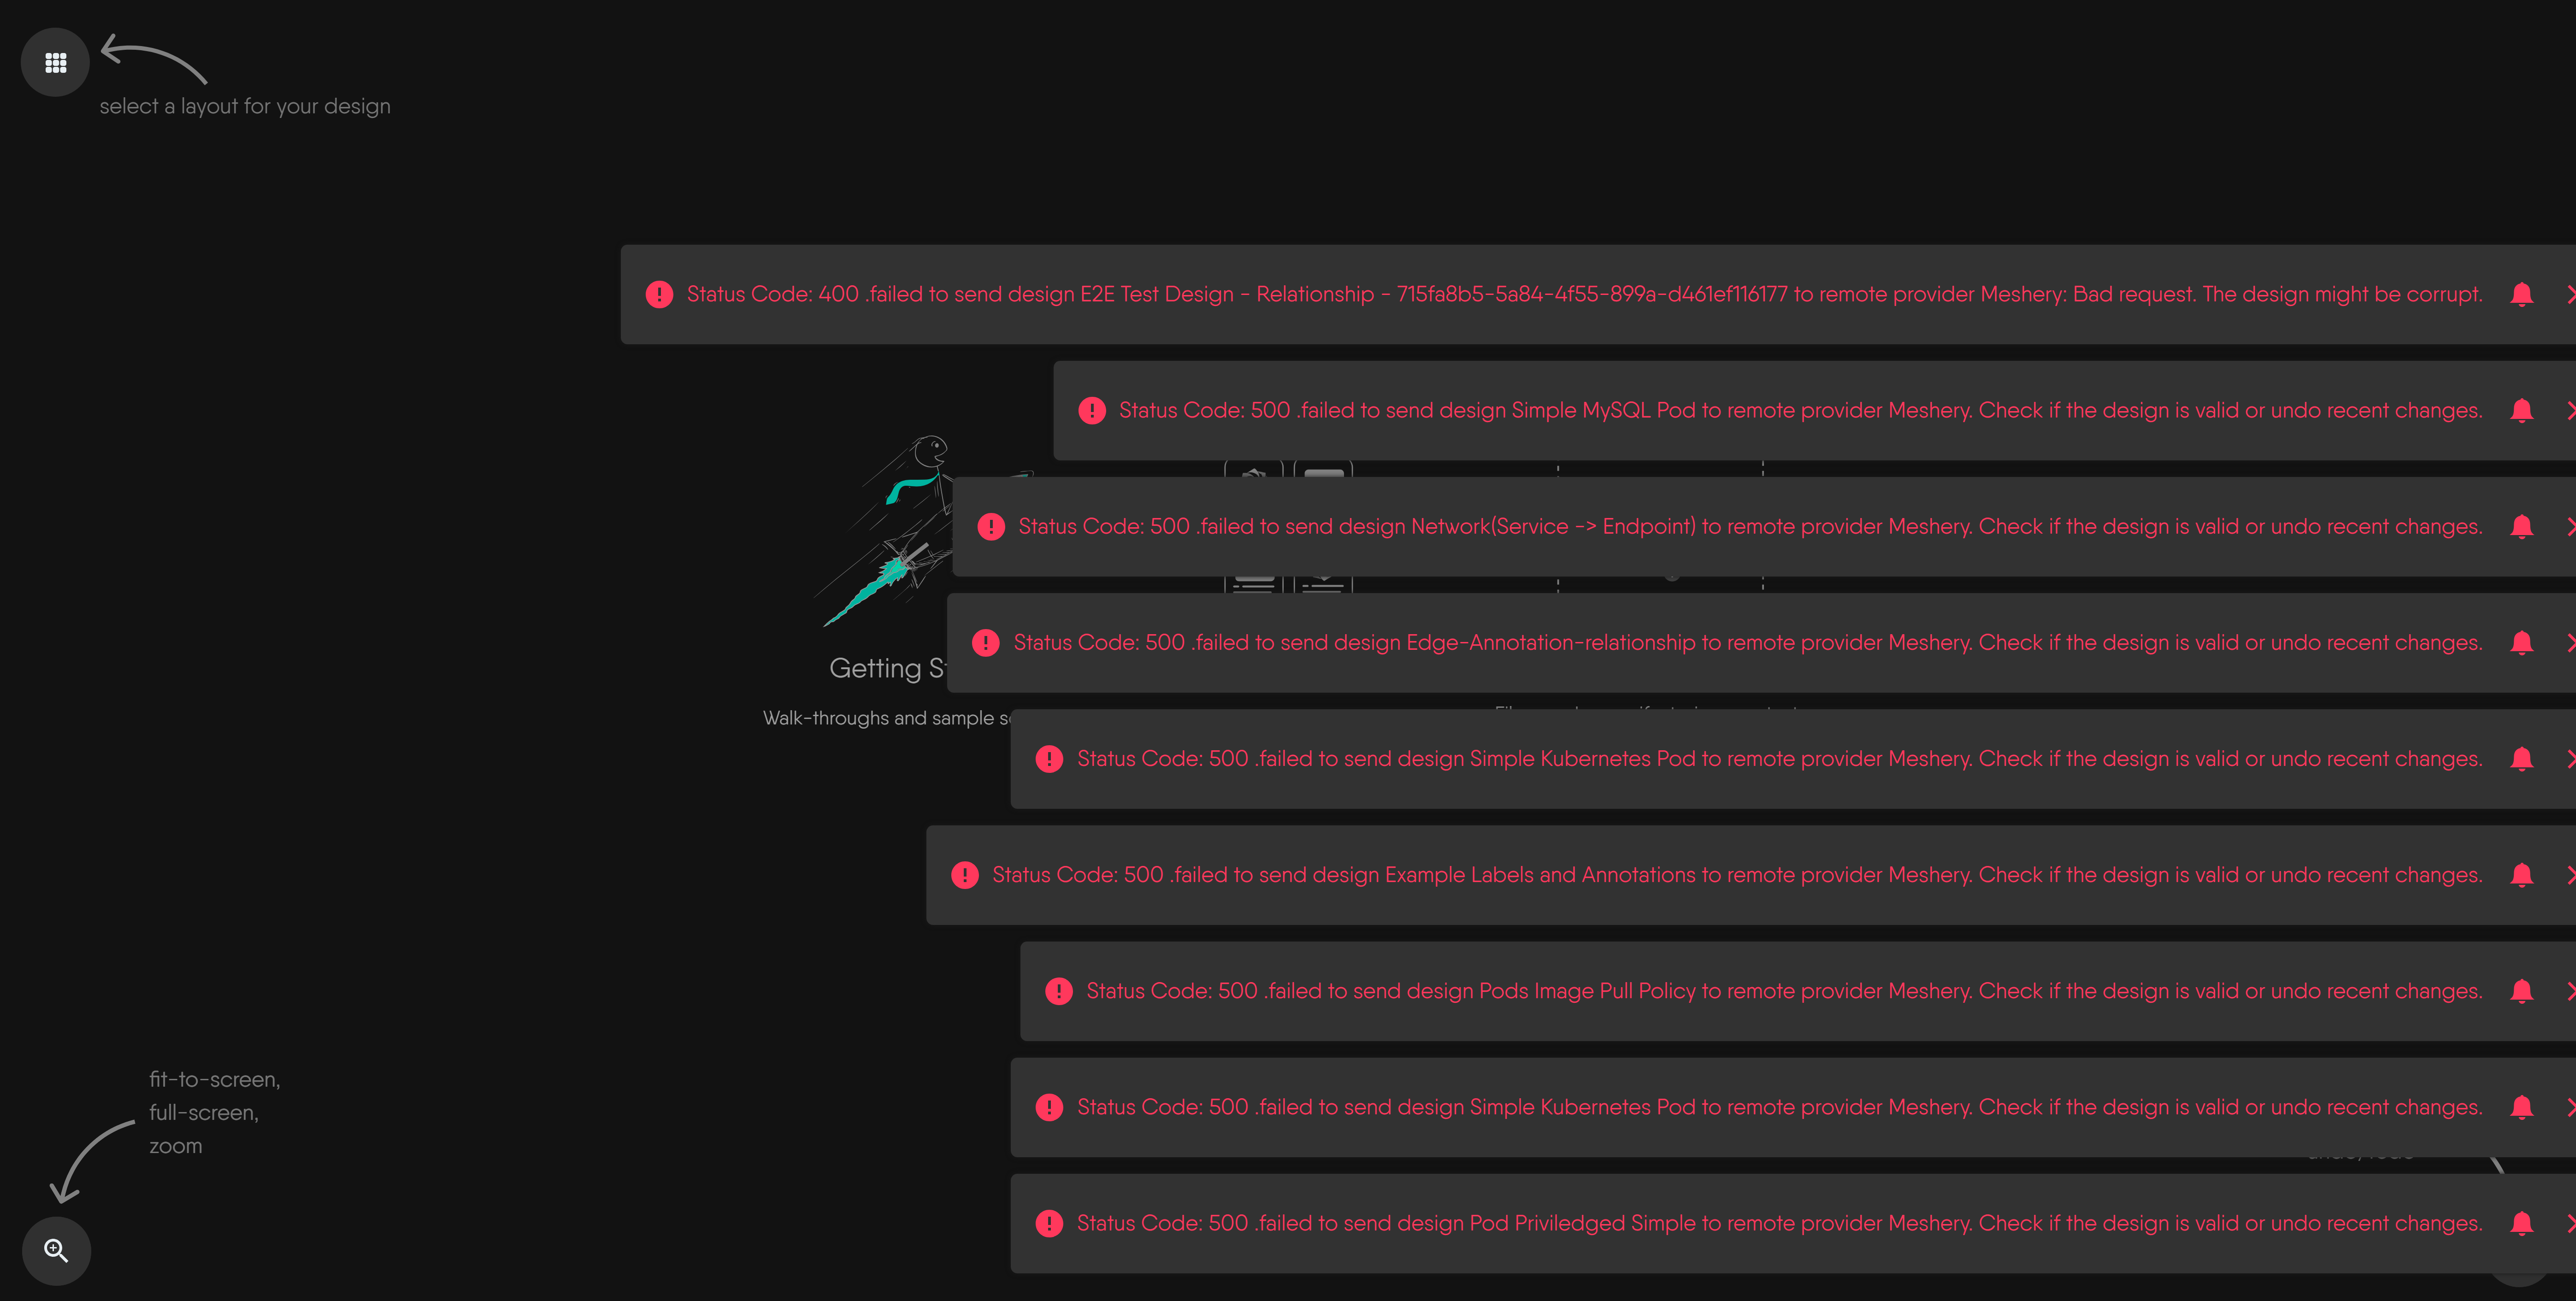 select a layout for your design
Status Code: 400 .failed to send design E2E Test Design - Relationship - 715fa8b5-5a84-4f55-899a-d461ef116177 to remote provider Meshery: Bad request. The design might be corrupt.
Status Code: 500 .failed to send design Simple MySQL Pod to remote provider Meshery. Check if the design is valid or undo recent changes.
Status Code: 500 .failed to send design Network(Service -> Endpoint) to remote provider Meshery. Check if the design is valid or undo recent changes.
Status Code: 500 .failed to send design Edge-Annotation-relationship to remote provider Meshery. Check if the design is valid or undo recent changes.
Getting
Walk-throughs and sample
Status Code: 500 .failed to send design Simple Kubernetes Pod to remote provider Meshery. Check if the design is valid or undo recent changes.
Status Code: 500 .failed to send design Example Labels and Annotations to remote provider Meshery. Check if the design is valid or undo recent changes.
Status Code: 500 .failed to send design Pods Image Pull Policy to remote provider Meshery. Check if the design is valid or undo recent changes.
Status Code: 500 .failed to send design Simple Kubernetes Pod to remote provider Meshery. Check if the design is valid or undo recent changes.
Status Code: 500 .failed to send design Pod Priviledged Simple to remote provider Meshery. Check if the design is valid or undo recent changes.
fit-to-screen,
full-screen,
zoom